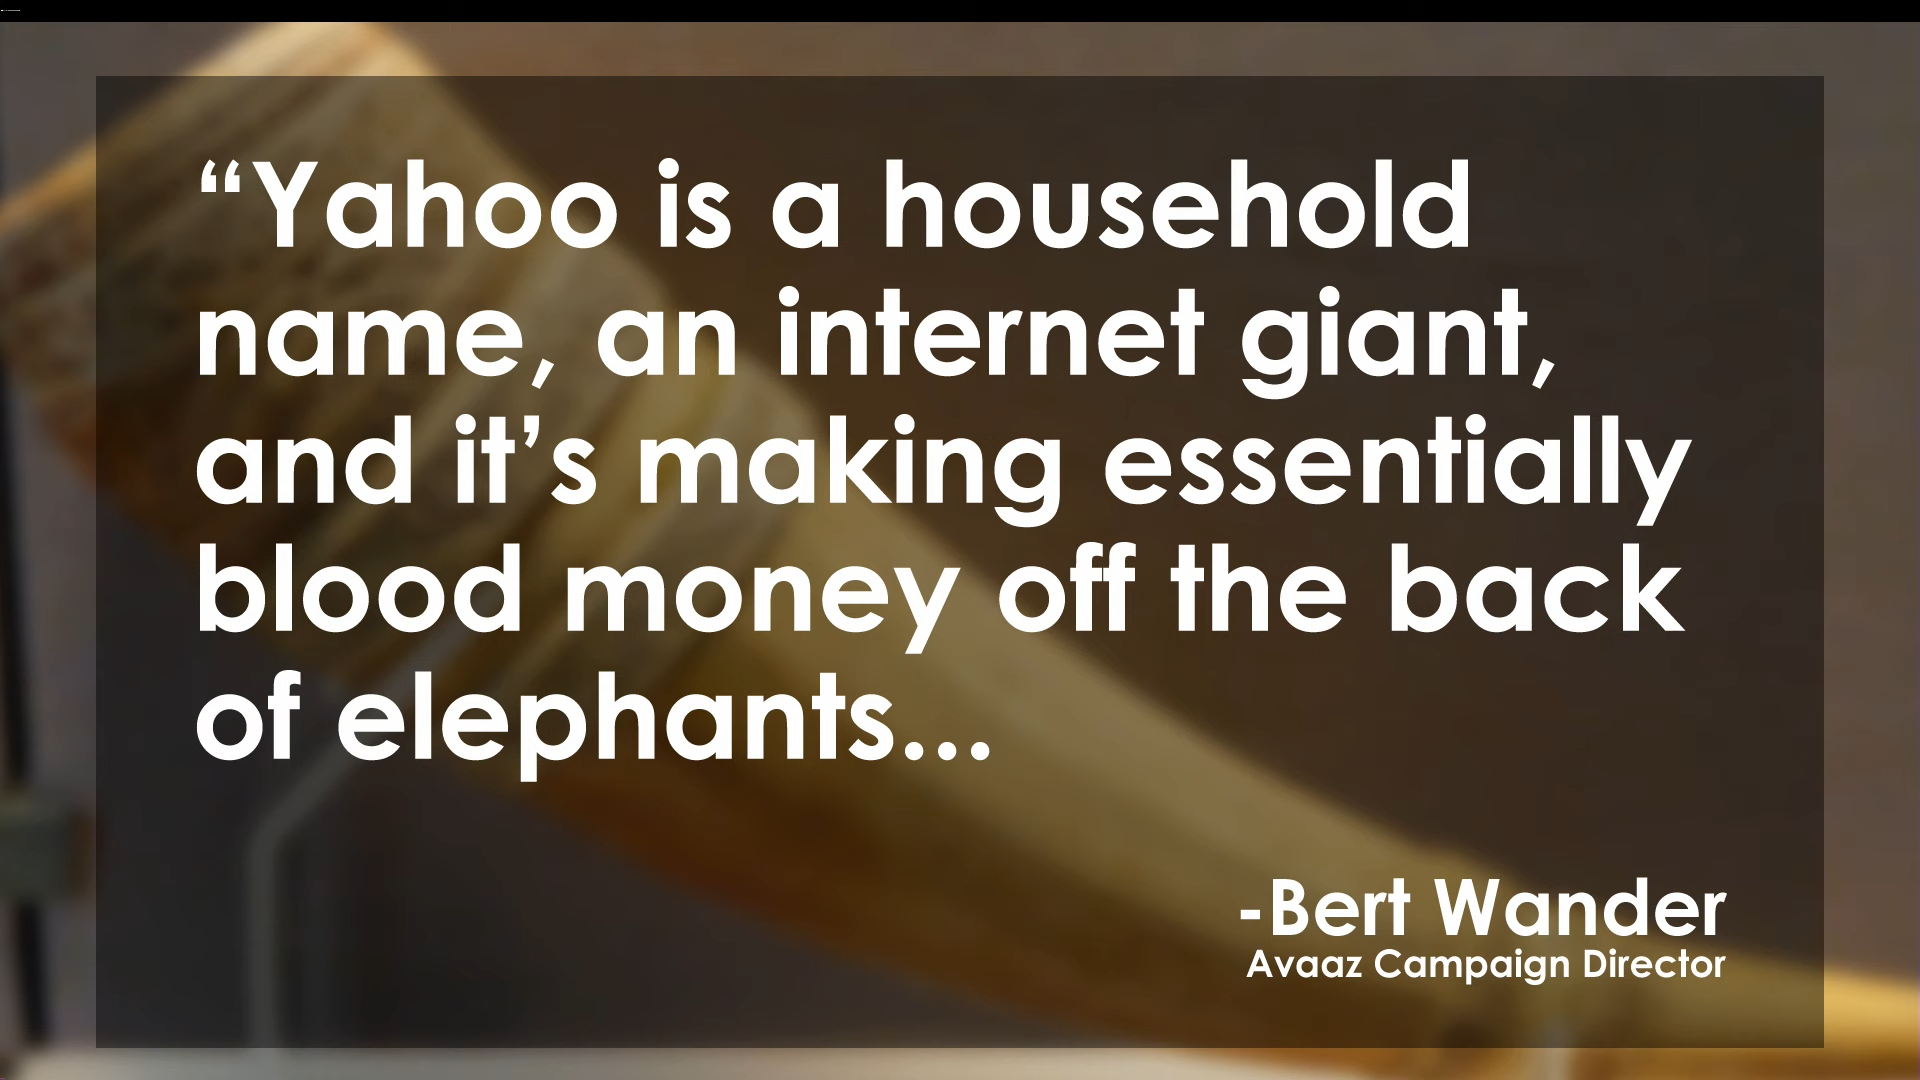 “Yahoo is a household
name, an internet giant,
and it’s making essentially
blood money off the back
of elephants...
-Bert Wander
Avaaz Campaign Director